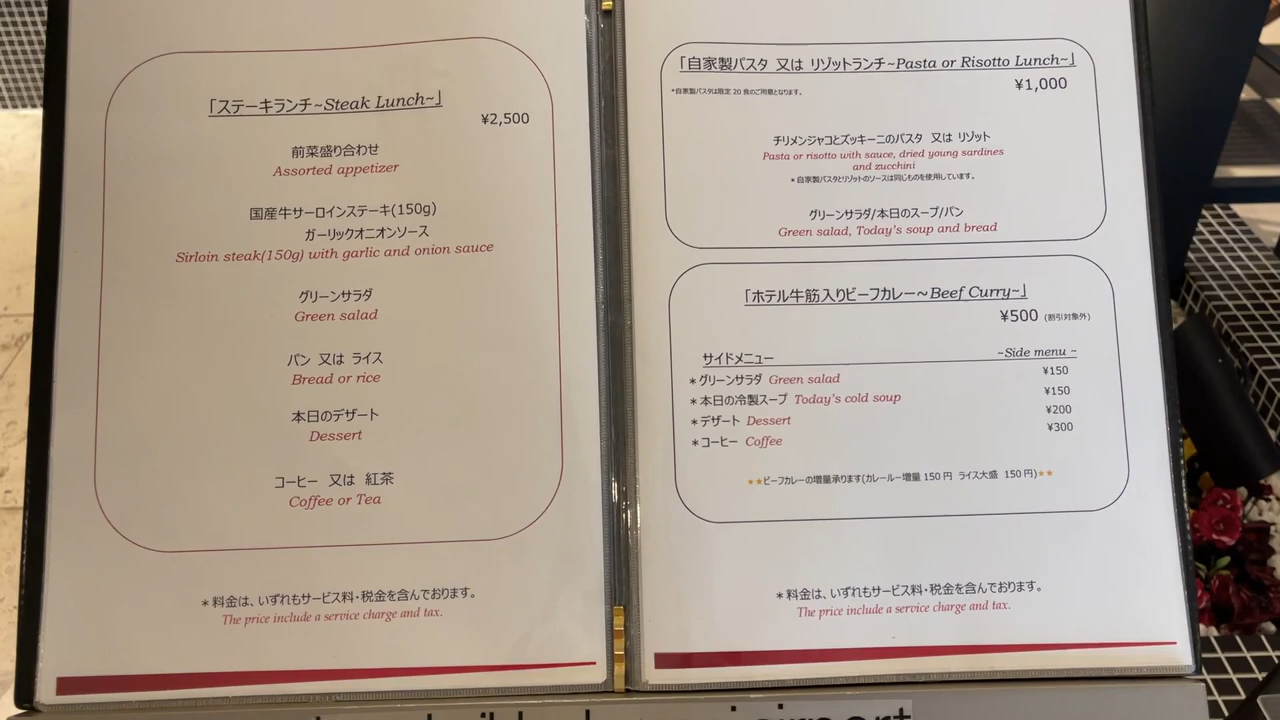 「ステーキランチ~Steak Lunch~」
¥2,500
前菜盛り合わせ
Assorted appetizer
国産牛サーロインステーキ(150g)
ガーリックオニオンソース
Sirloin steak(150g) with garlic and onion sauce
グリーンサラダ
Green salad
パン 又は ライス
Bread or rice
本日のデザート
Dessert
コーヒー 又は 紅茶
Coffee or Tea
＊料金は、いずれもサービス料・税金を含んでおります。
The price include a service charge and tax.
「自家製パスタ 又は リゾットランチ~Pasta or Risotto Lunch~」
*自家製パスタは限定 20 食のご用意となります。
¥1,000
チリメンジャコとズッキーニのパスタ 又は リゾット
Pasta or risotto with sauce, dried young sardines
and zucchini
＊自家製パスタとリゾットのソースは同じものを使用しています。
グリーンサラダ/本日のスープ/パン
Green salad, Today's soup and bread
「ホテル牛筋入りビーフカレー～Beef Curry~」
¥500 (割引対象外)
サイドメニュー ~Side menu ~
＊グリーンサラダ Green salad ¥150
＊本日の冷製スープ Today's cold soup ¥150
＊デザート Dessert ¥200
＊コーヒー Coffee ¥300
★★ビーフカレーの増量承ります(カレールー増量 150 円 ライス大盛 150 円)★★
＊料金は、いずれもサービス料・税金を含んでおります。
The price include a service charge and tax.